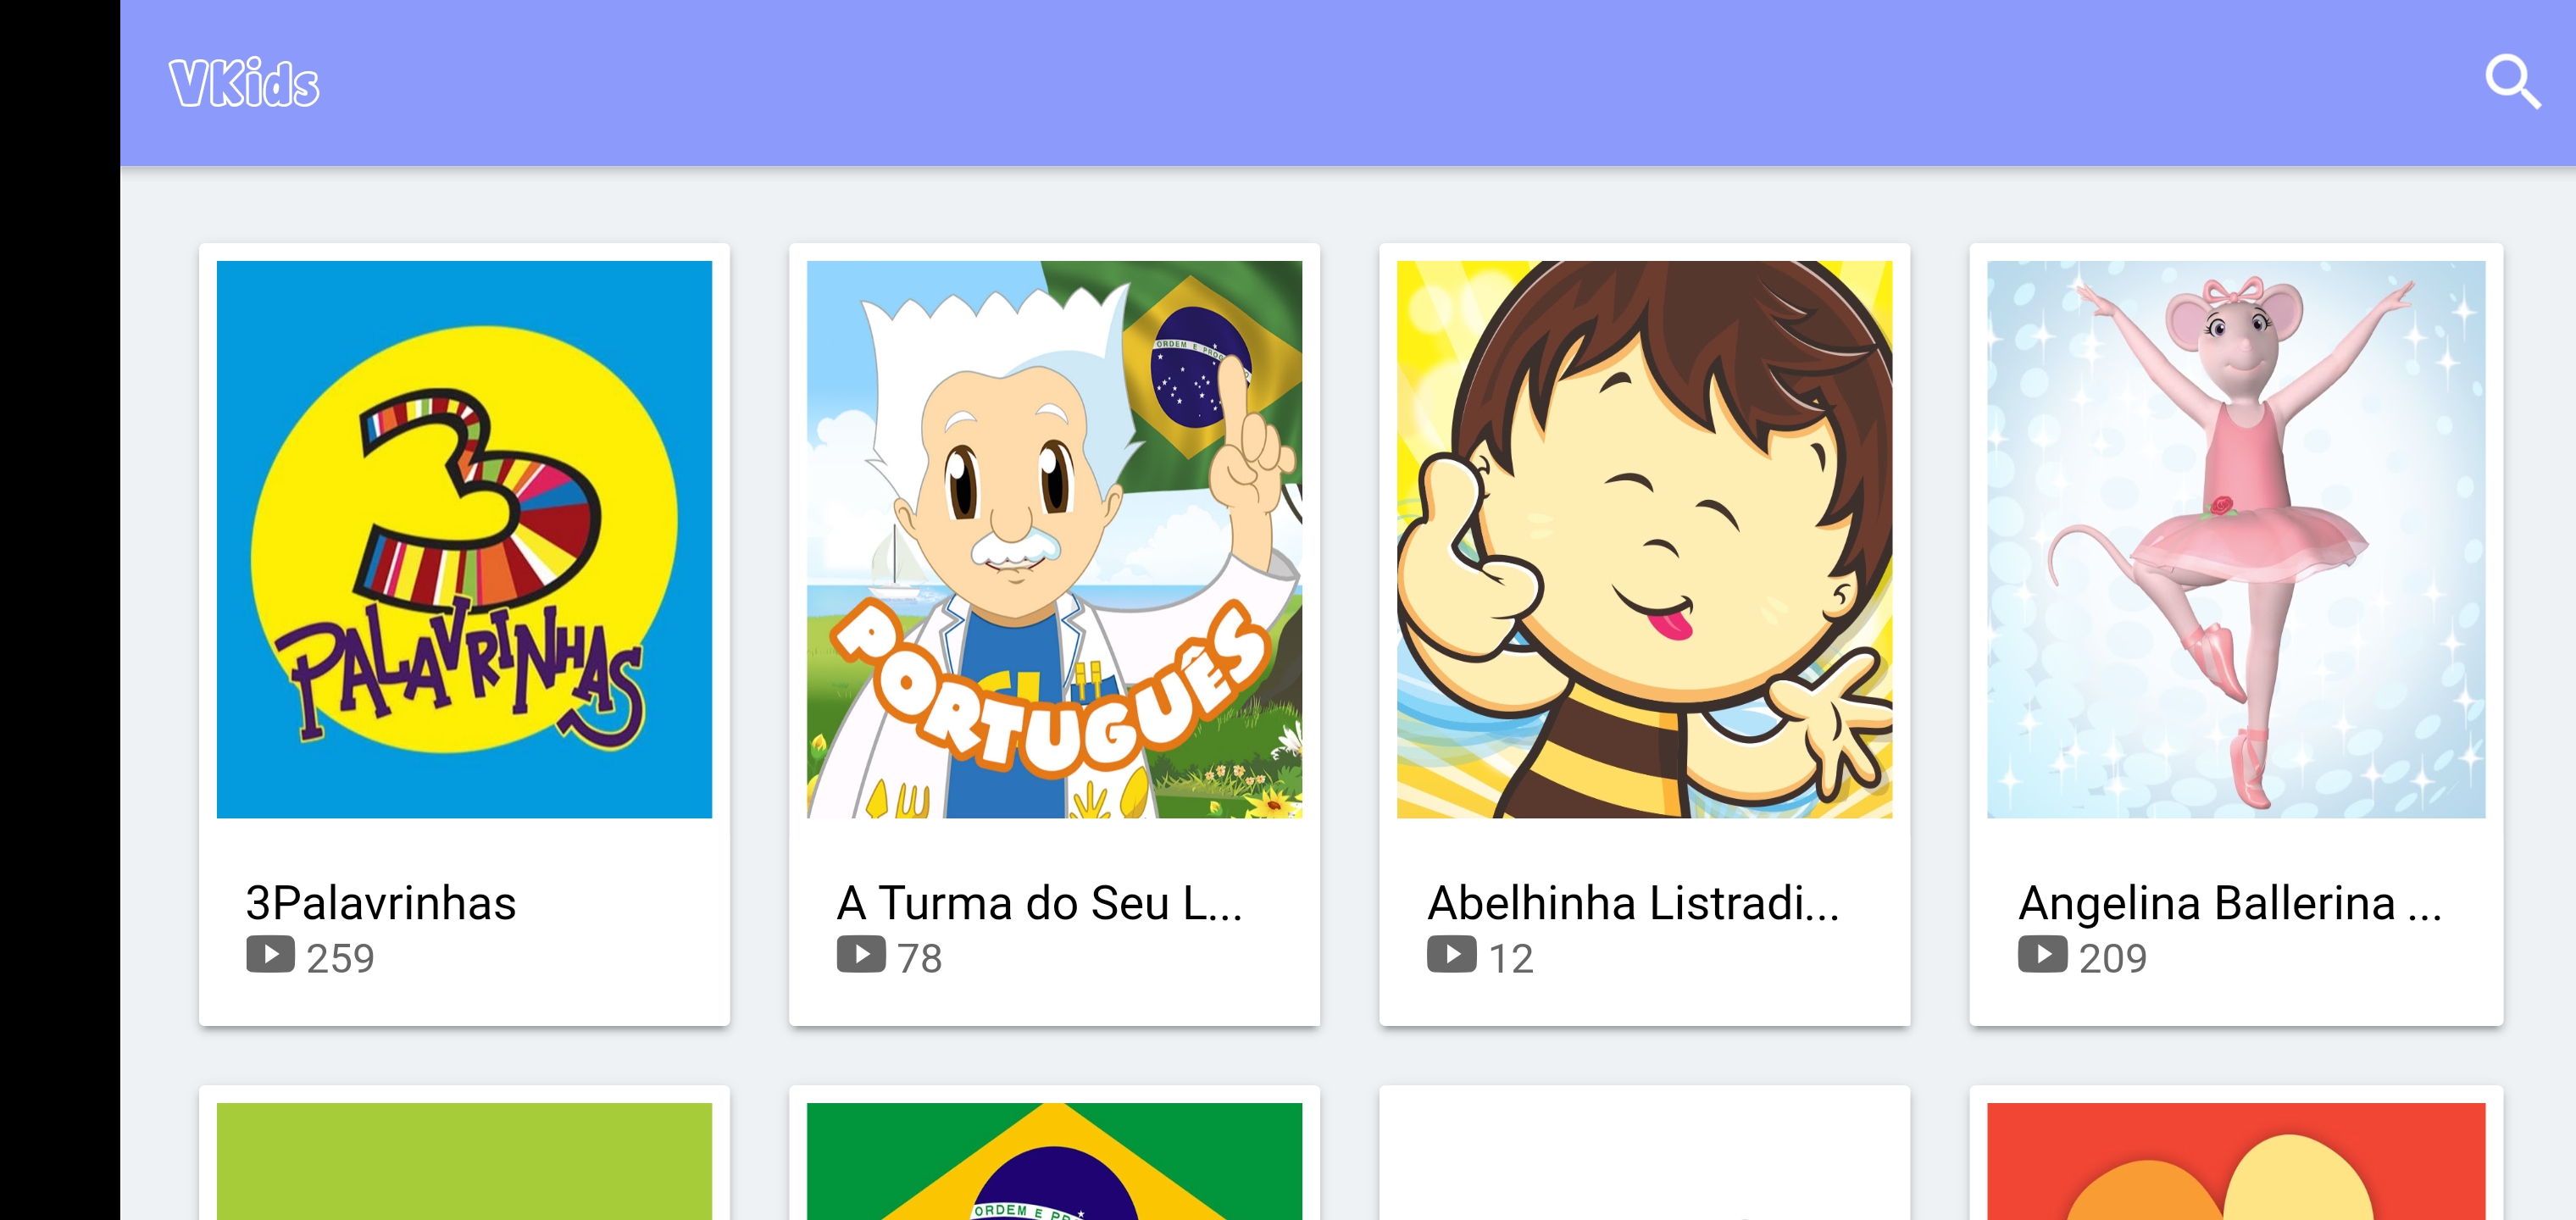 VKids
3
PALAVRINHAS
ORDEM E PROG
PORTUGUÊS
3Palavrinhas
259
A Turma do Seu L...
78
Abelhinha Listradi...
12
Angelina Ballerina ...
209
ORDEM E PR